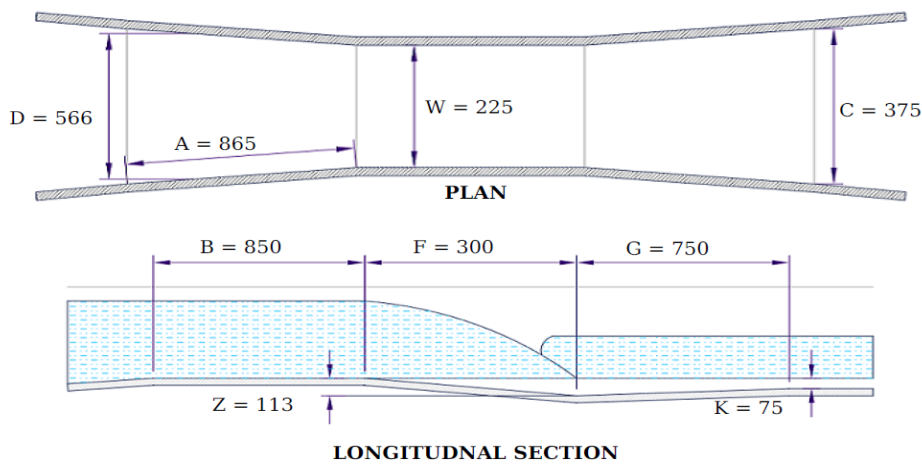 D = 566
A = 865
W = 225
C = 375
PLAN
B = 850
F = 300
G = 750
Z = 113
K = 75
LONGITUDNAL SECTION